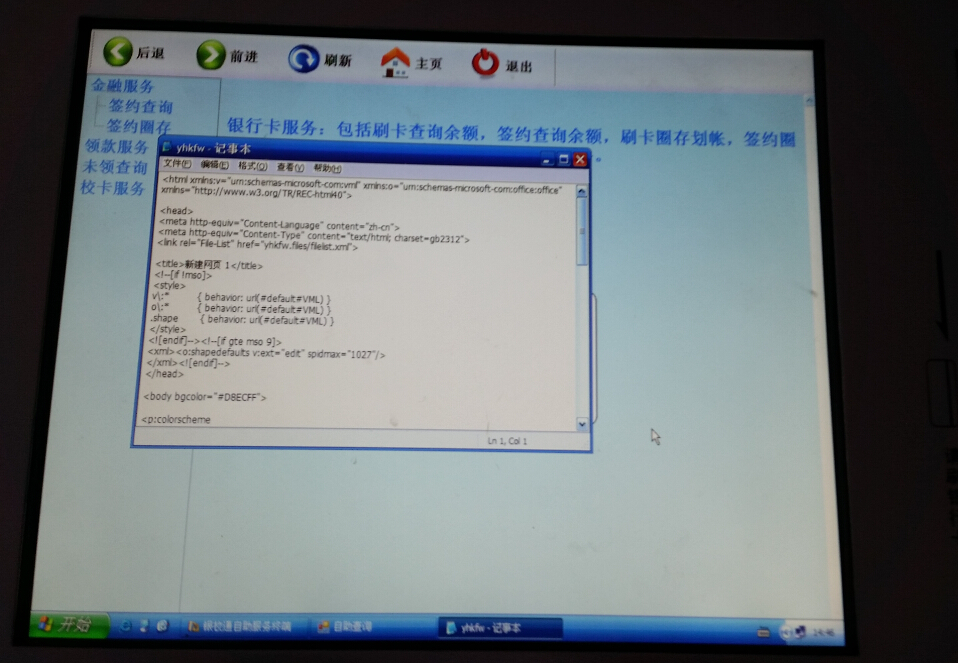 后退 前进 刷新 主页 退出
金融服务
签约查询
签约圈存
领款服务
未领查询
校卡服务
银行卡服务：包括刷卡查询余额，签约查询余额，刷卡圈存划帐，签约圈
yhkfw - 记事本
文件(F) 编辑(E) 格式(O) 查看(V) 帮助(H)
<html xmlns:v="urn:schemas-microsoft-com:vml" xmlns:o="urn:schemas-microsoft-com:office:office"
xmlns="http://www.w3.org/TR/REC-html40">
<head>
<meta http-equiv="Content-Language" content="zh-cn">
<meta http-equiv="Content-Type" content="text/html; charset=gb2312">
<link rel="File-List" href="yhkfw.files/filelist.xml">
<title>新建网页 1</title>
<!--[if !mso]>
<style>
v\:* { behavior: url(#default#VML) }
o\:* { behavior: url(#default#VML) }
.shape { behavior: url(#default#VML) }
</style>
<![endif]--><!--[if gte mso 9]>
<xml><o:shapedefaults v:ext="edit" spidmax="1027"/>
</xml><![endif]-->
</head>
<body bgcolor="#D8ECFF">
<p:colorscheme
Ln 1, Col 1
开始 银校通自助服务终端 自助查询 yhkfw - 记事本